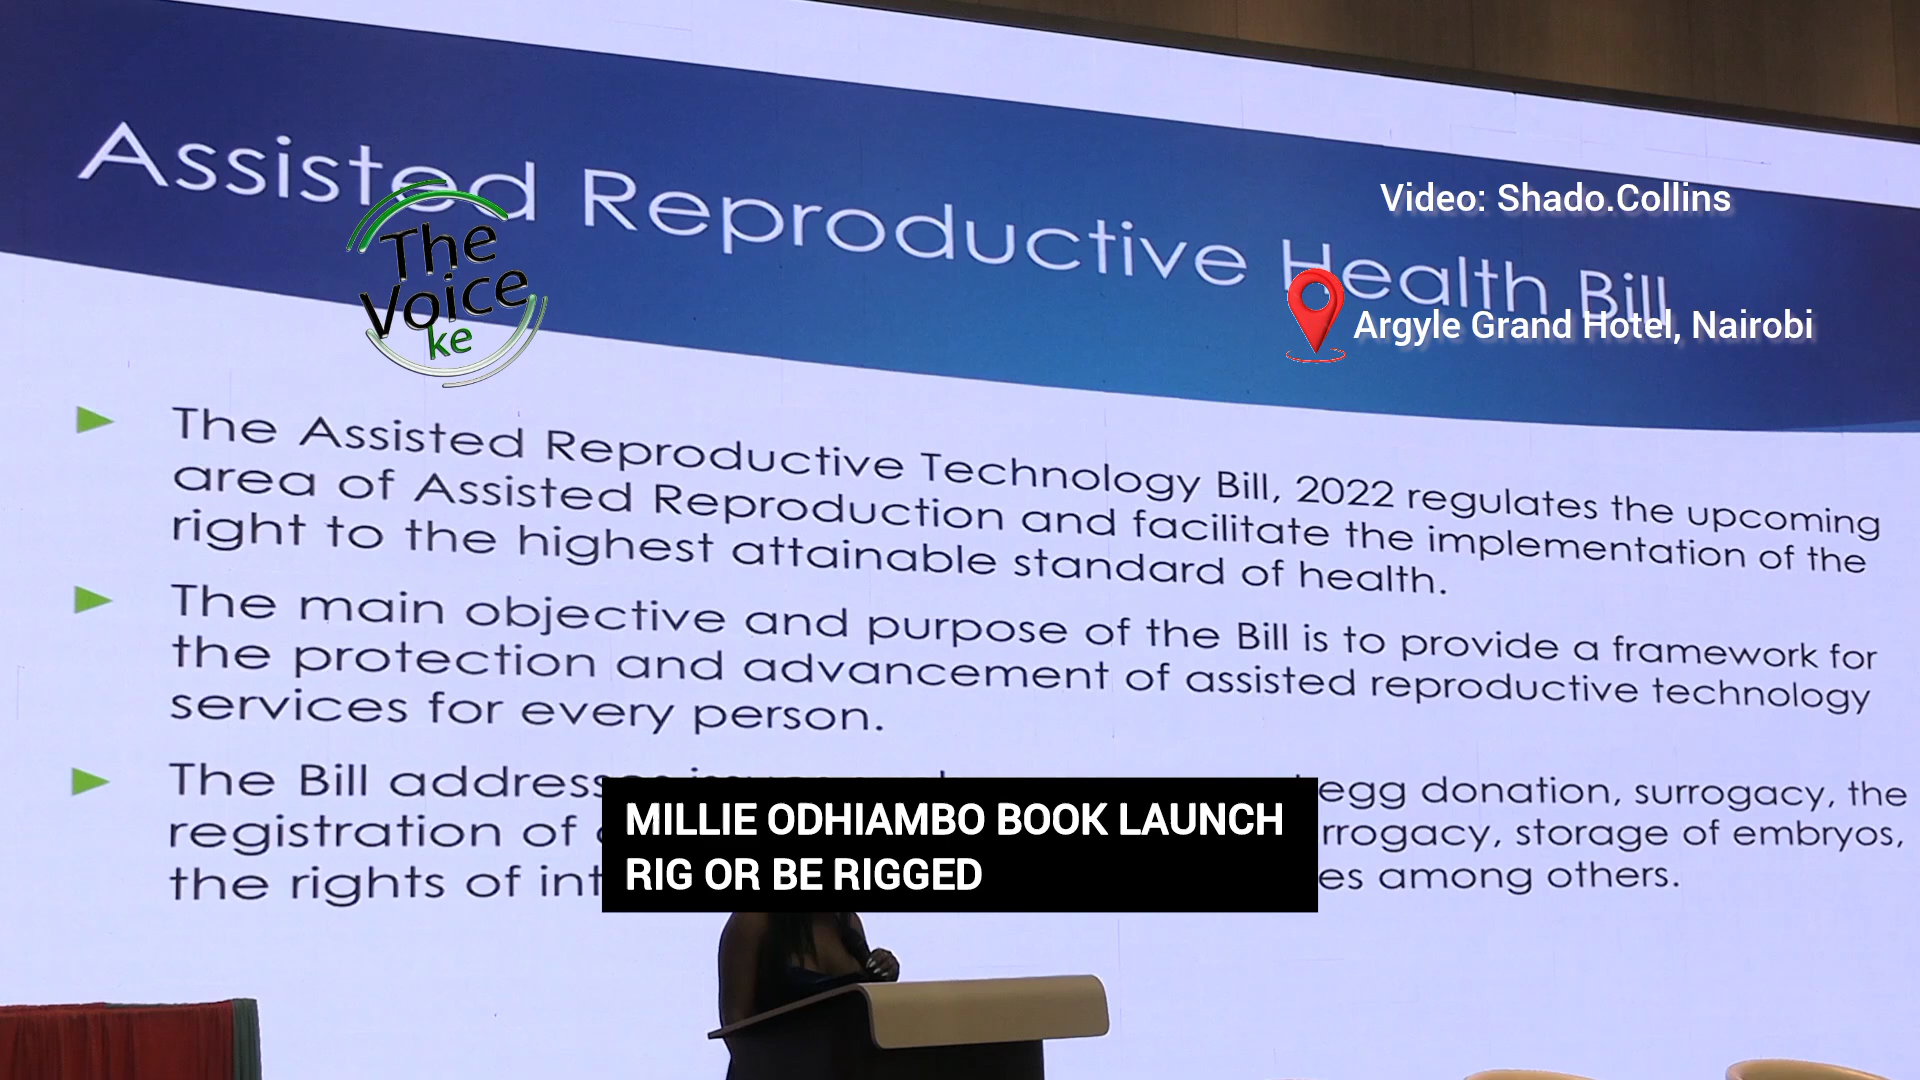 Assisted Reproductive Health Bill
Video: Shado.Collins
The
Voice
ke
Argyle Grand Hotel, Nairobi
The Assisted Reproductive Technology Bill, 2022 regulates the upcoming
area of Assisted Reproduction and facilitate the implementation of the
right to the highest attainable standard of health.
The main objective and purpose of the Bill is to provide a framework for
the protection and advancement of assisted reproductive technology
services for every person.
The Bill egg donation, surrogacy, the
registration of storage of embryos,
the rights of among others.
MILLIE ODHIAMBO BOOK LAUNCH
RIG OR BE RIGGED